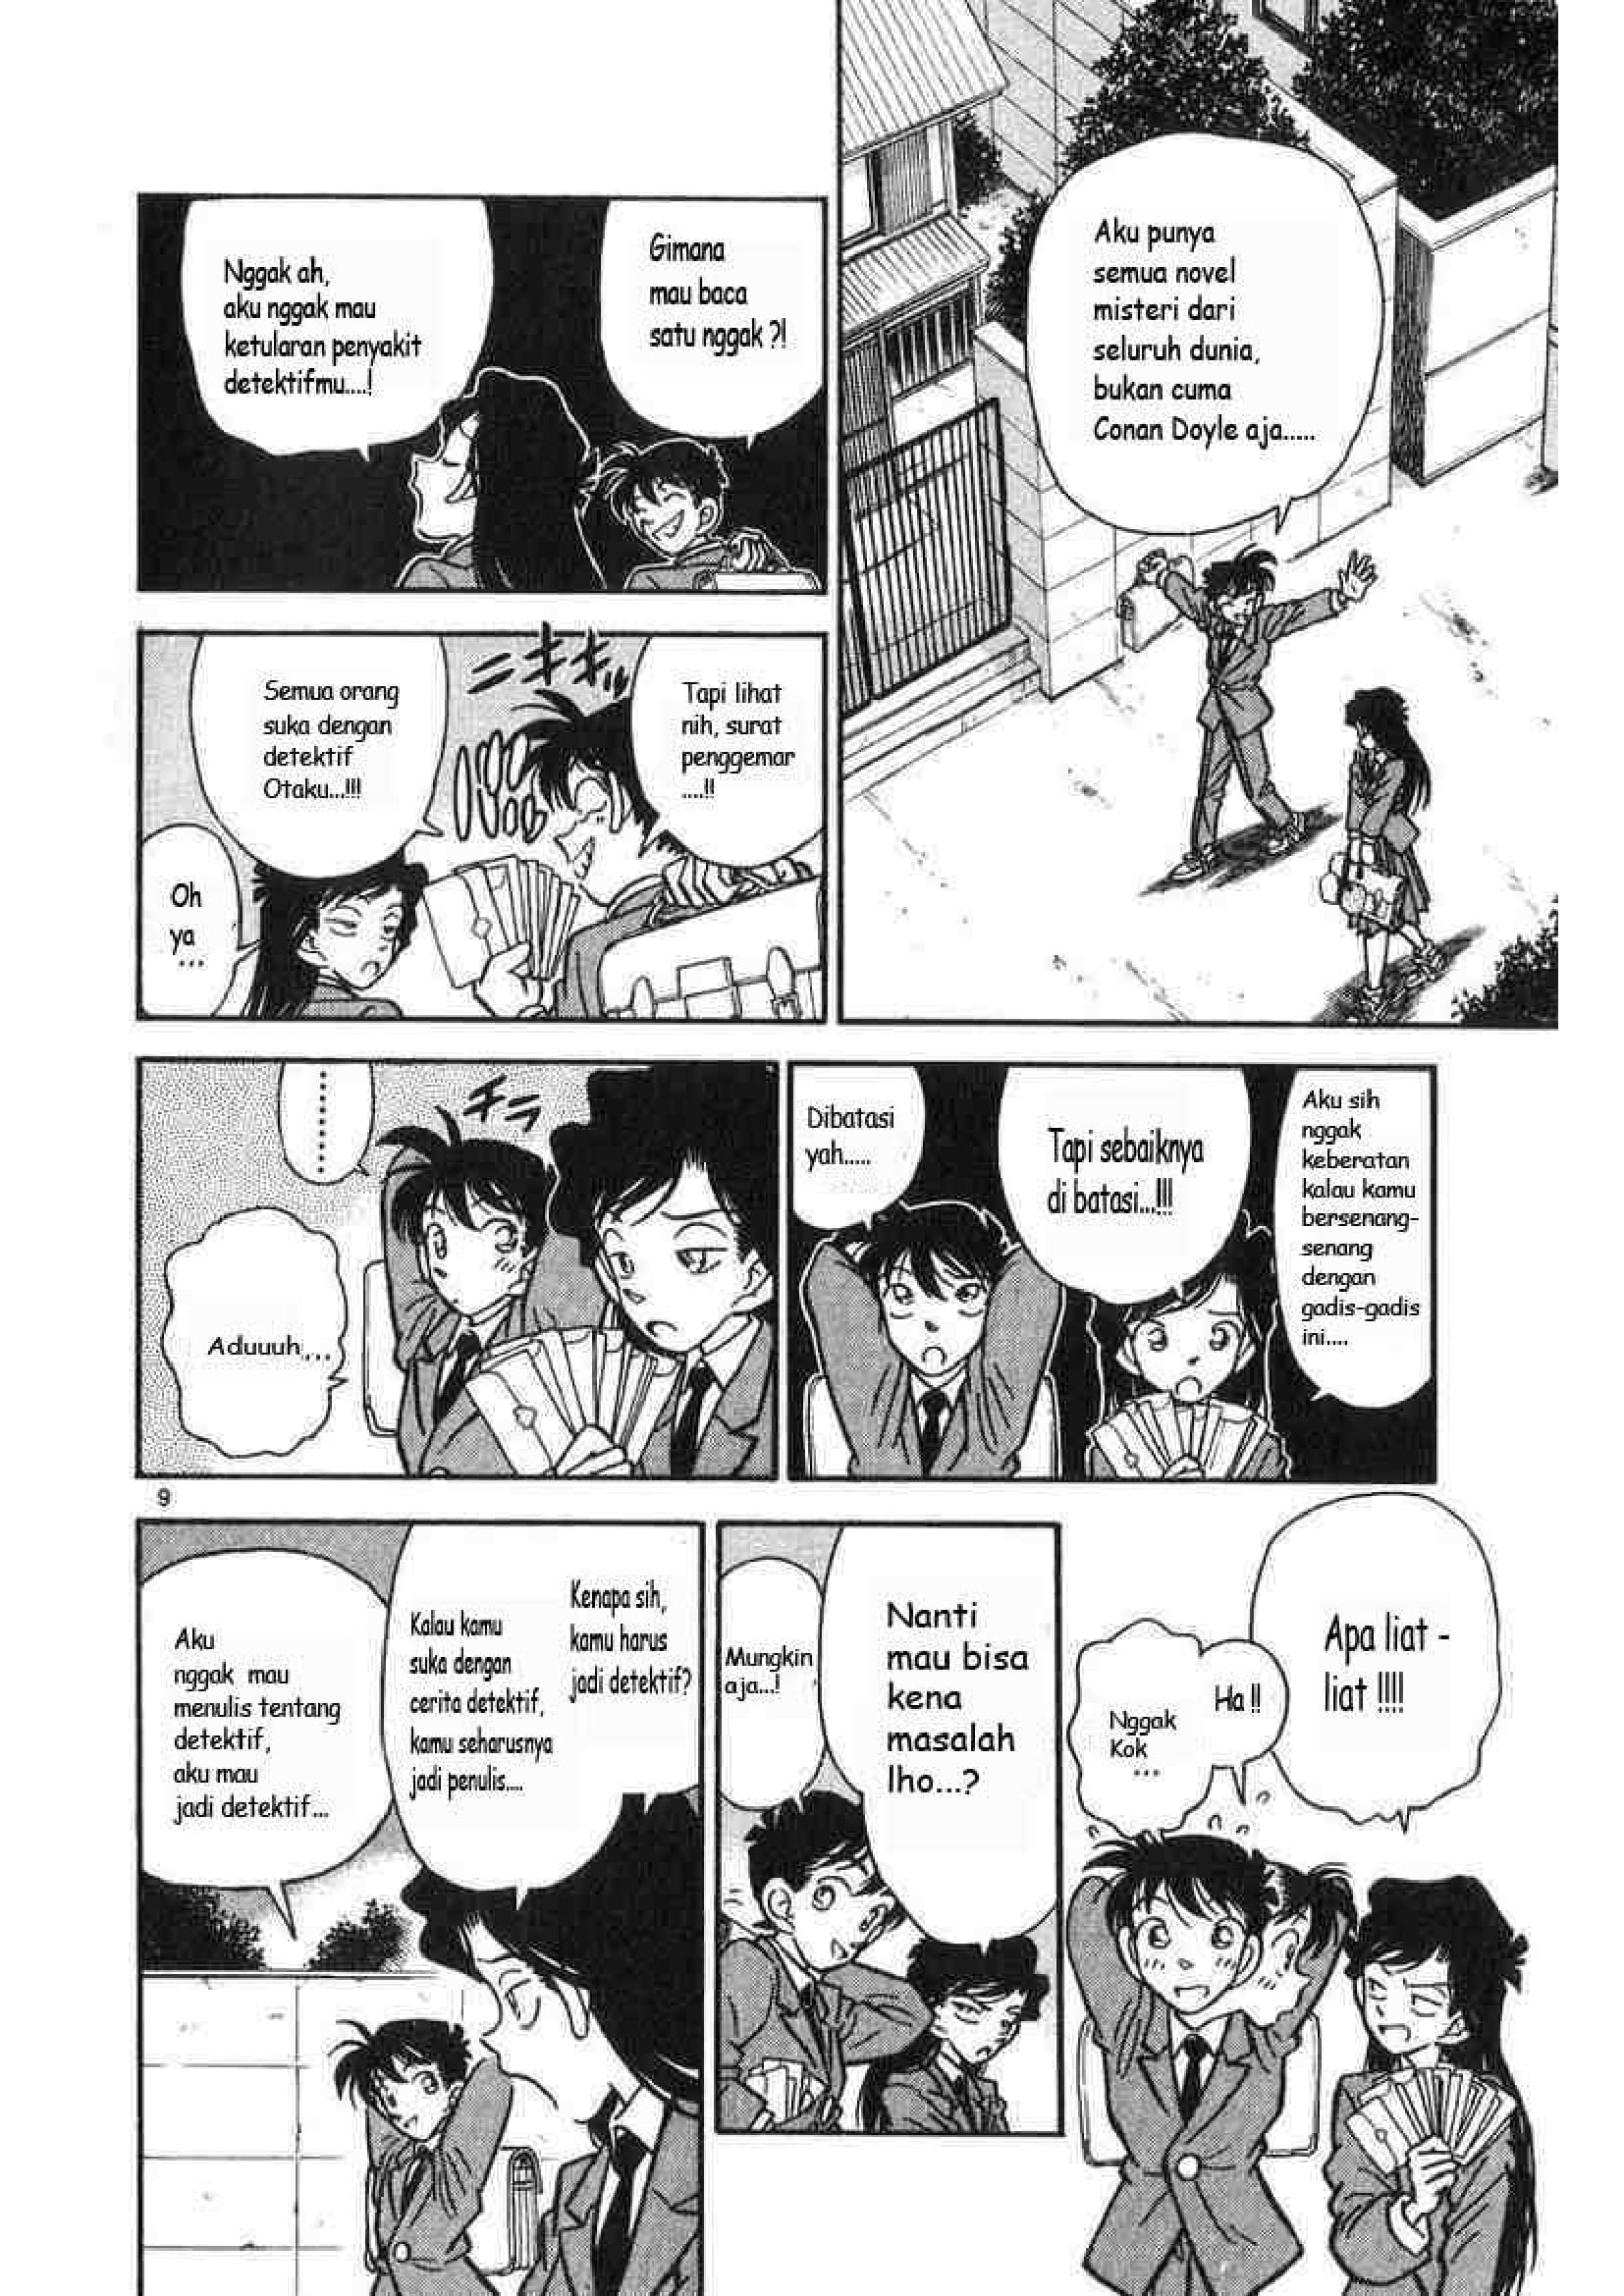 Aku punya
semua novel
misteri dari
seluruh dunia,
bukan cuma
Conan Doyle aja.....
Gimana
mau baca
satu nggak ?!
Nggak ah,
aku nggak mau
ketularan penyakit
detektifmu....!
Tapi lihat
nih, surat
penggemar
....!!
ニキキ
Semua orang
suka dengan
detektif
Otaku...!!!
Oh
ya
...
Aku sih
nggak
keberatan
kalau kamu
bersenang-
senang
dengan
gadis-gadis
ini....
Tapi sebaiknya
di batasi...!!!
Dibatasi
yah.....
チラ
..........
Aduuuh....
9
Apa liat -
liat !!!!
Ha !!
Nggak
Kok
...
Nanti
mau bisa
kena
masalah
lho...?
Mungkin
aja...!
Kenapa sih,
kamu harus
jadi detektif?
Kalau kamu
suka dengan
cerita detektif,
kamu seharusnya
jadi penulis....
Aku
nggak mau
menulis tentang
detektif,
aku mau
jadi detektif...